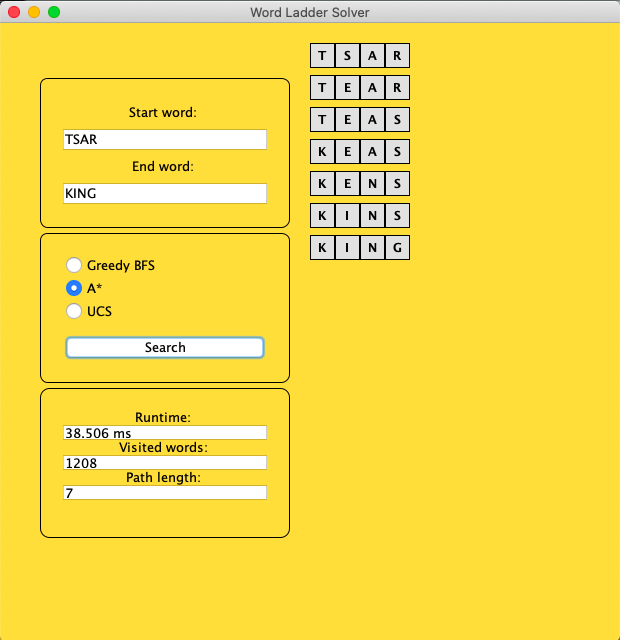 Word Ladder Solver
Start word:
TSAR
End word:
KING
Greedy BFS
A*
UCS
Search
Runtime:
38.506 ms
Visited words:
1208
Path length:
7
T S A R
T E A R
T E A S
K E A S
K E N S
K I N S
K I N G